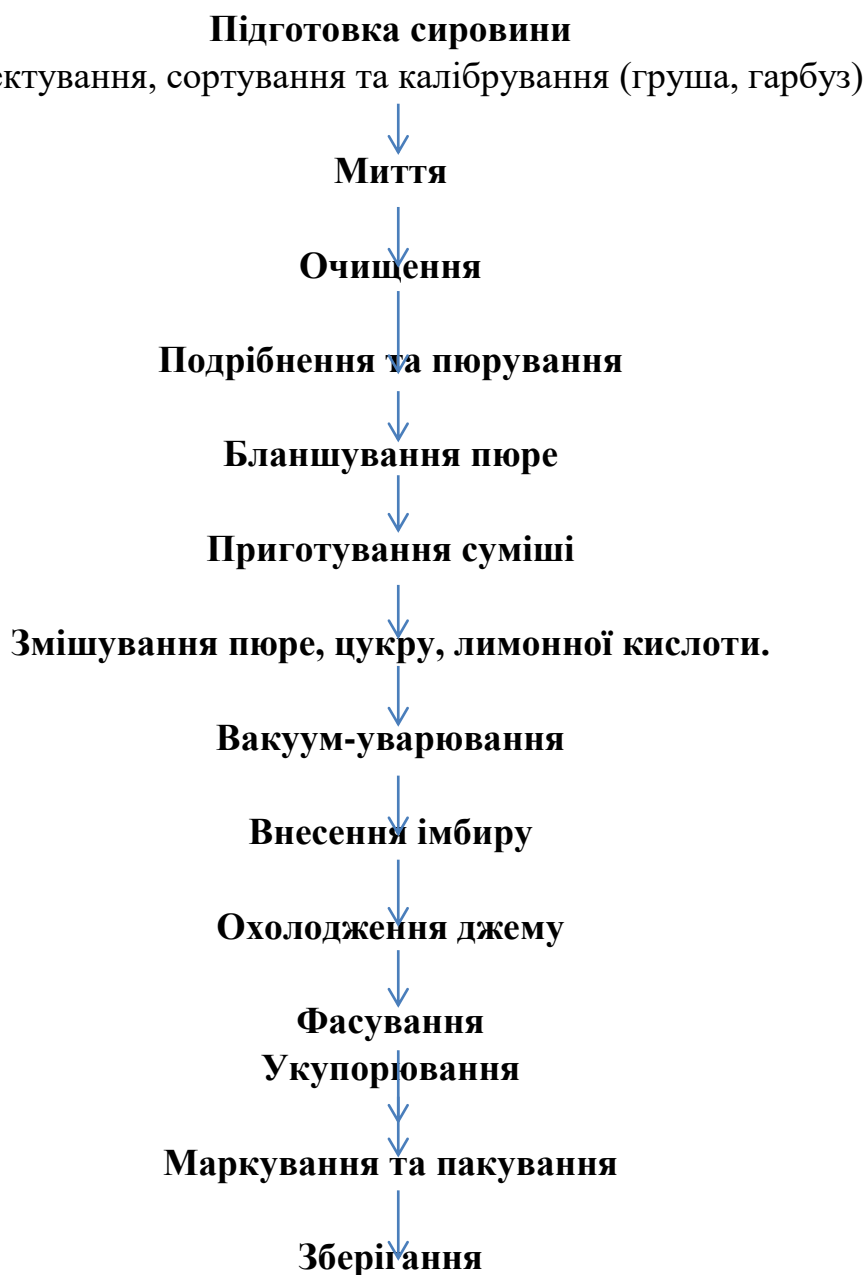 Підготовка сировини
ектування, сортування та калібрування (груша, гарбуз)
Миття
Очищення
Подрібнення та пюрування
Бланшування пюре
Приготування суміші
Змішування пюре, цукру, лимонної кислоти.
Вакуум-уварювання
Внесення імбиру
Охолодження джему
Фасування
Укупорювання
Маркування та пакування
Зберігання